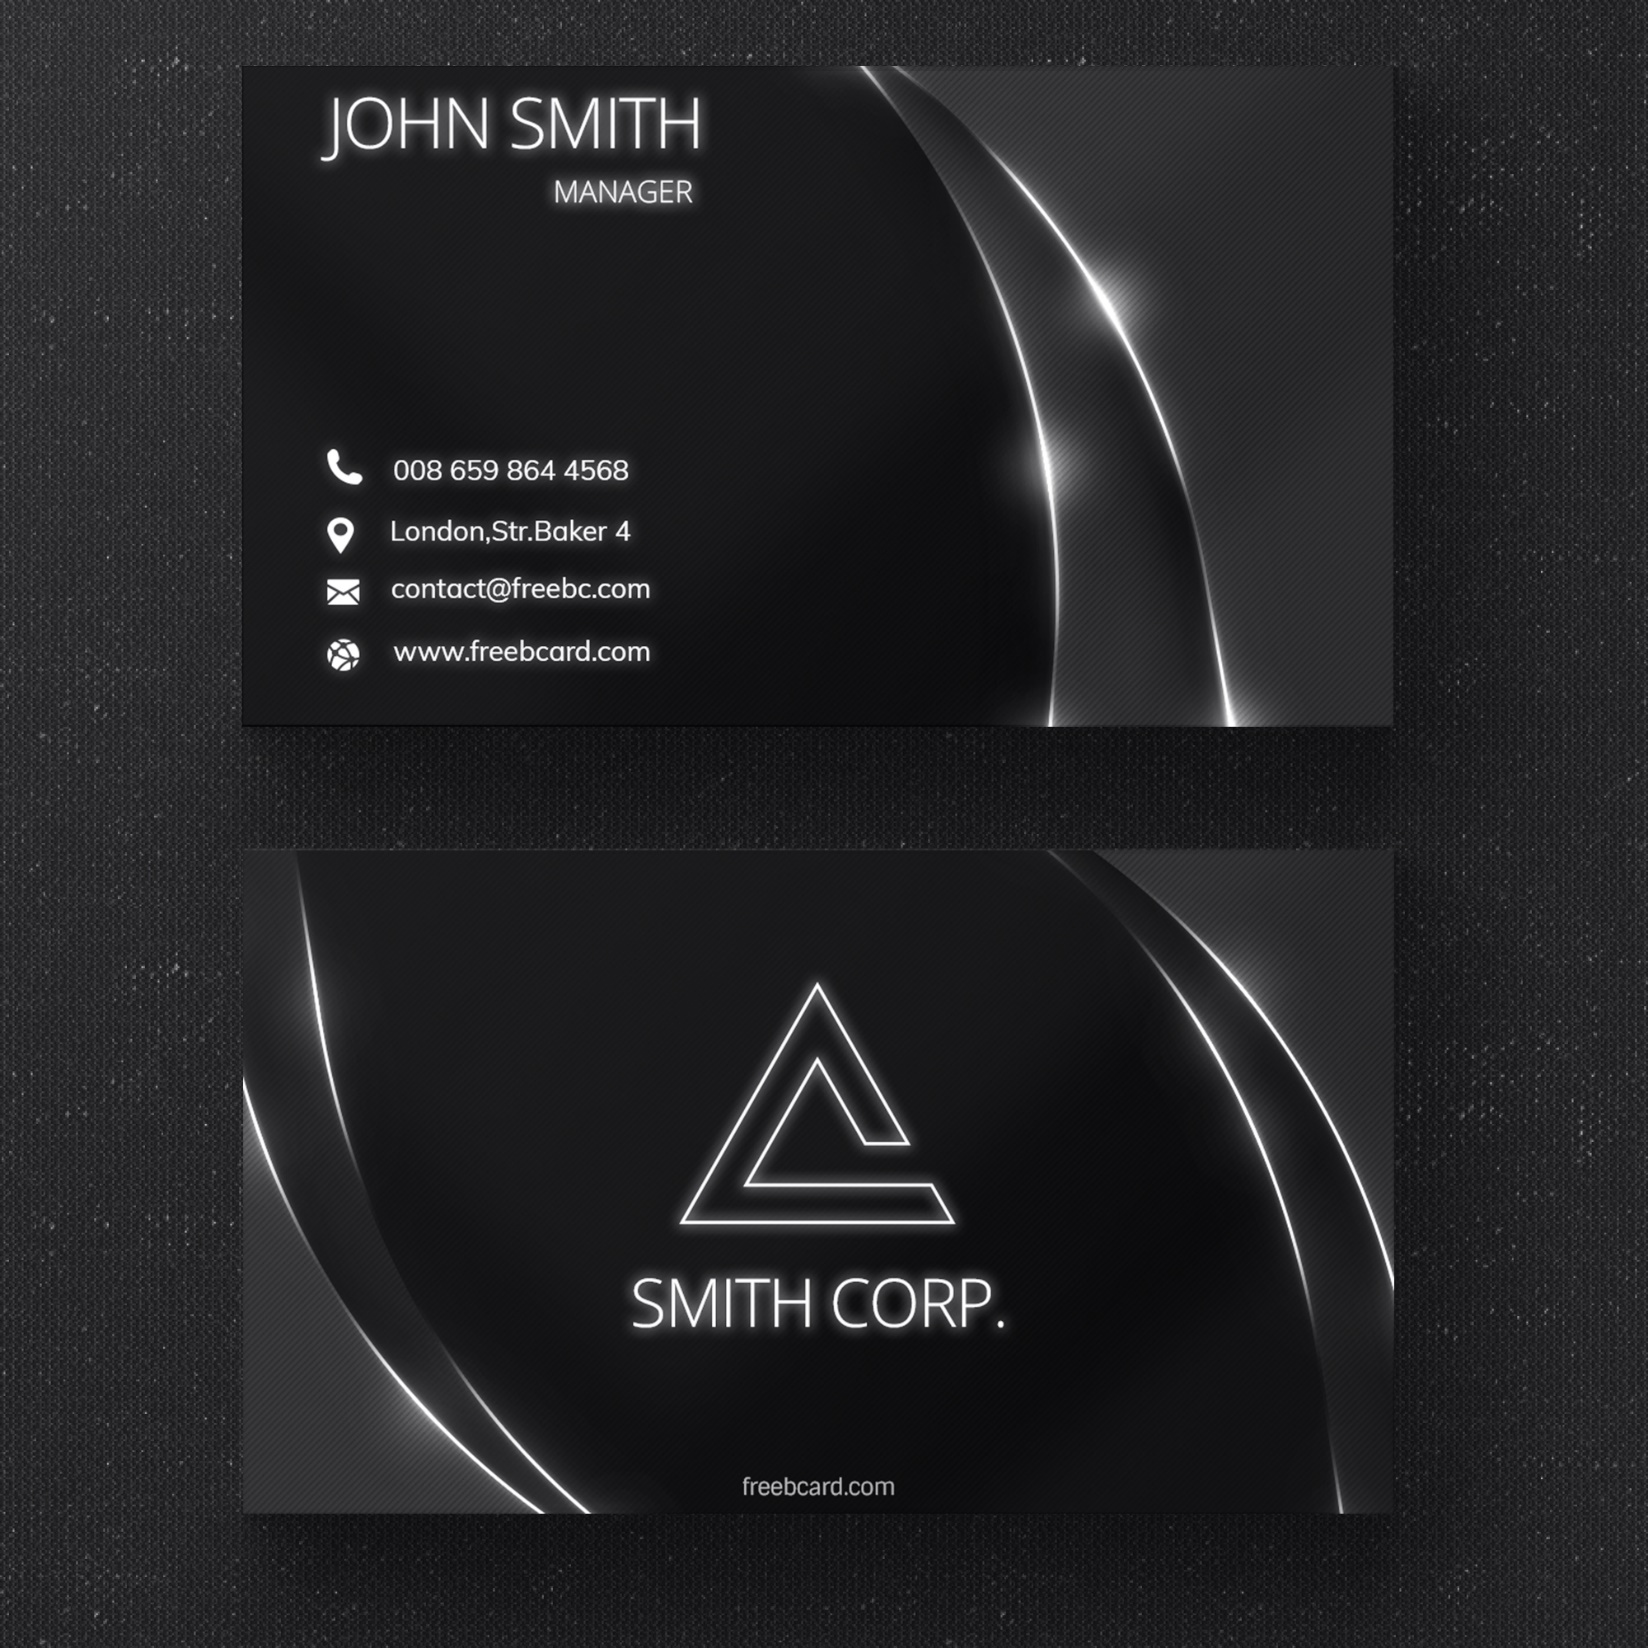 JOHN SMITH
MANAGER
008 659 864 4568
London,Str.Baker 4
contact@freebc.com
www.freebcard.com
SMITH CORP.
freebcard.com